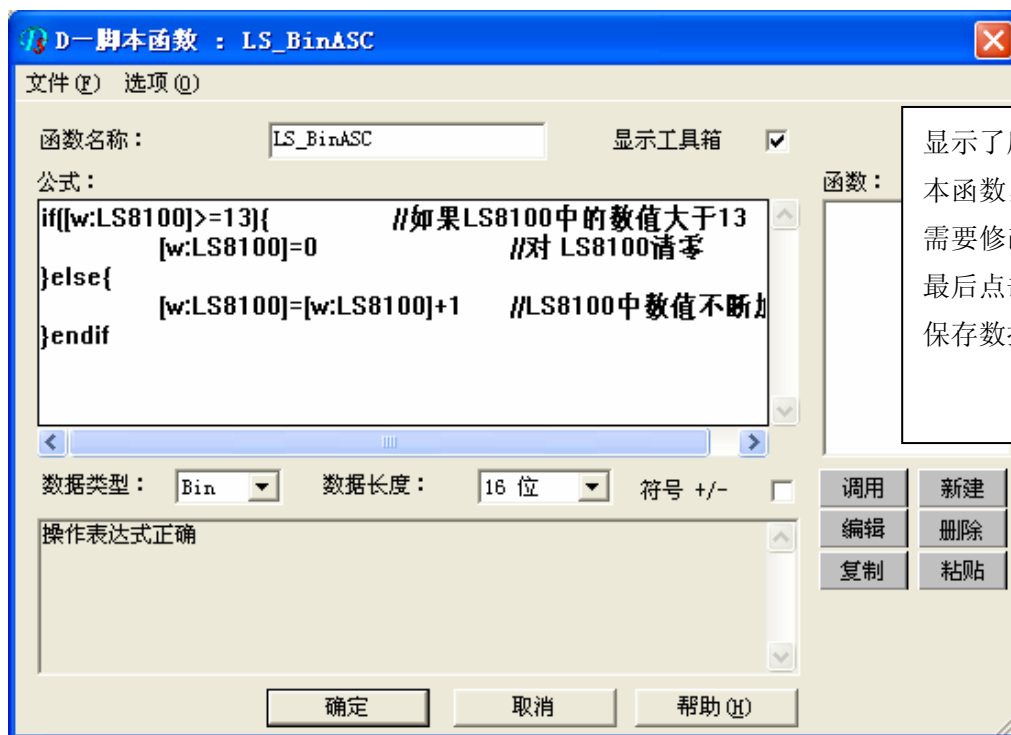 D一脚本函数 : LS_BinASC
文件(F) 选项(O)
函数名称: LS_BinASC 显示工具箱
公式: 函数:
if([w:LS8100]>=13){ //如果LS8100中的数值大于13
[w:LS8100]=0 //对 LS8100清零
}else{
[w:LS8100]=[w:LS8100]+1 //LS8100中数值不断
}endif
显示了
本函数
需要修
最后点
保存数
数据类型: Bin 数据长度: 16 位 符号 +/-
操作表达式正确
调用 新建
编辑 删除
复制 粘贴
确定 取消 帮助(H)